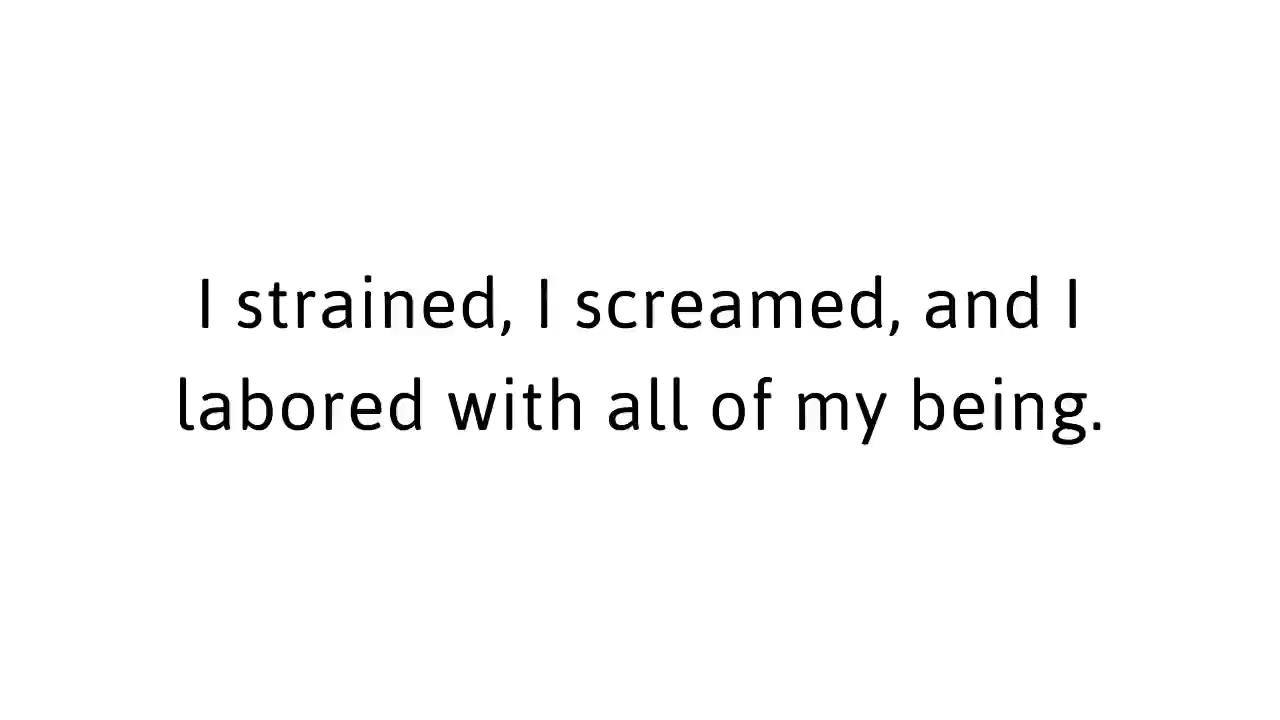 I strained, I screamed, and I
labored with all of my being.